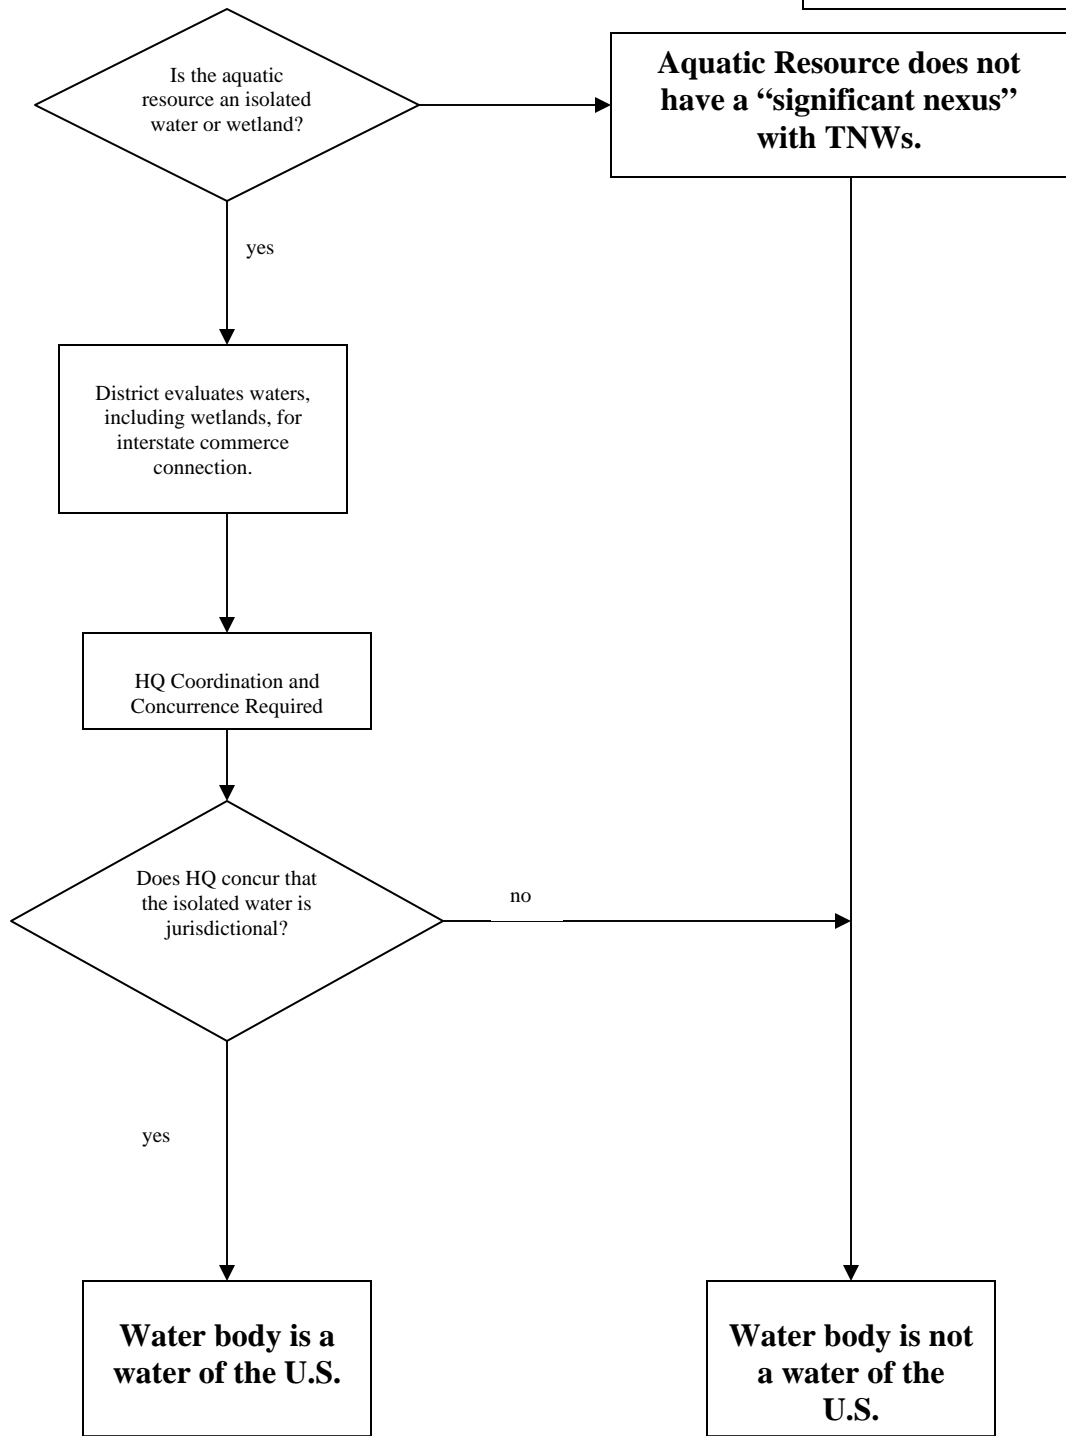 Is the aquatic
resource an isolated
water or wetland?
Aquatic Resource does not
have a “significant nexus”
with TNWs.
yes
District evaluates waters,
including wetlands, for
interstate commerce
connection.
HQ Coordination and
Concurrence Required
Does HQ concur that
the isolated water is
jurisdictional?
no
yes
Water body is a
water of the U.S.
Water body is not
a water of the
U.S.